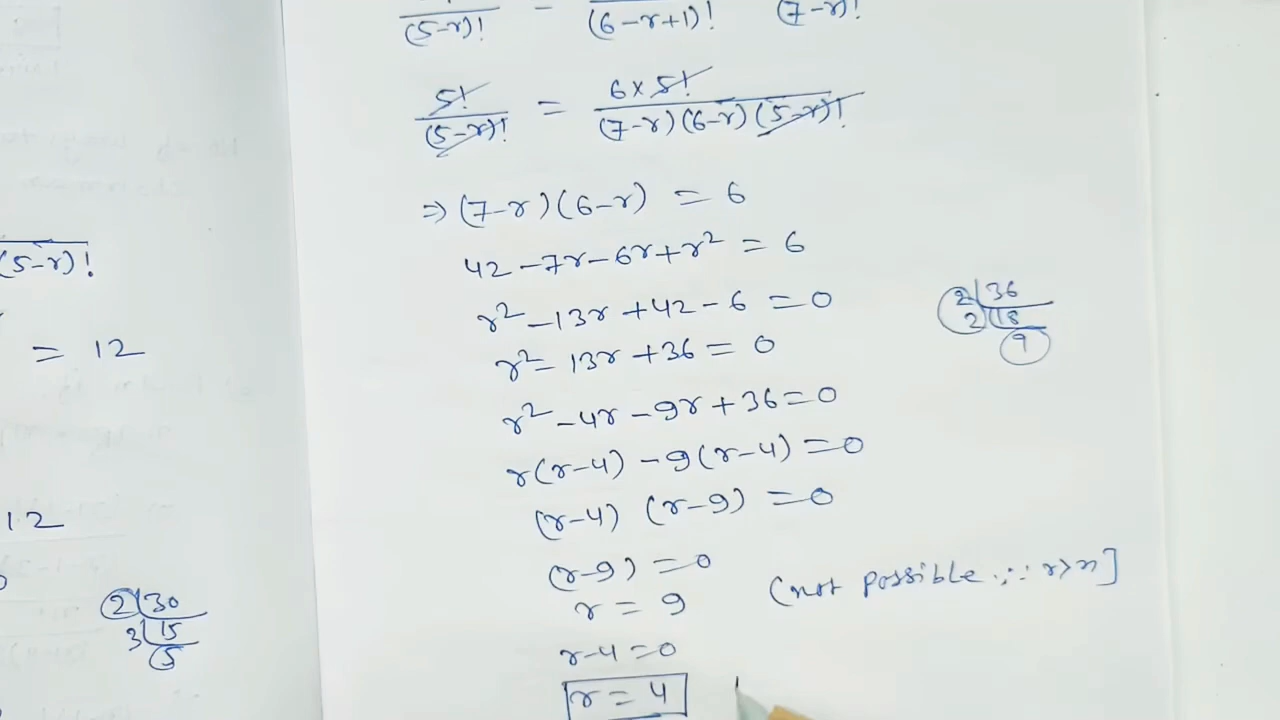 (5-r)! = (6-r+1)! (7-r)!
5!/(5-r)! = 6×5!/(7-r)(6-r)(5-r)!
⇒ (7-r)(6-r) = 6
42-7r-6r+r² = 6
r²-13r+42-6 = 0
r²-13r+36 = 0
r²-4r-9r+36=0
r(r-4)-9(r-4)=0
(r-4) (r-9) =0
(r-9) =0
r = 9 (not possible ∵ r>n]
r-4=0
r = 4
2|36
2|18
9
(5-r)!
= 12
12
2|30
3|15
5